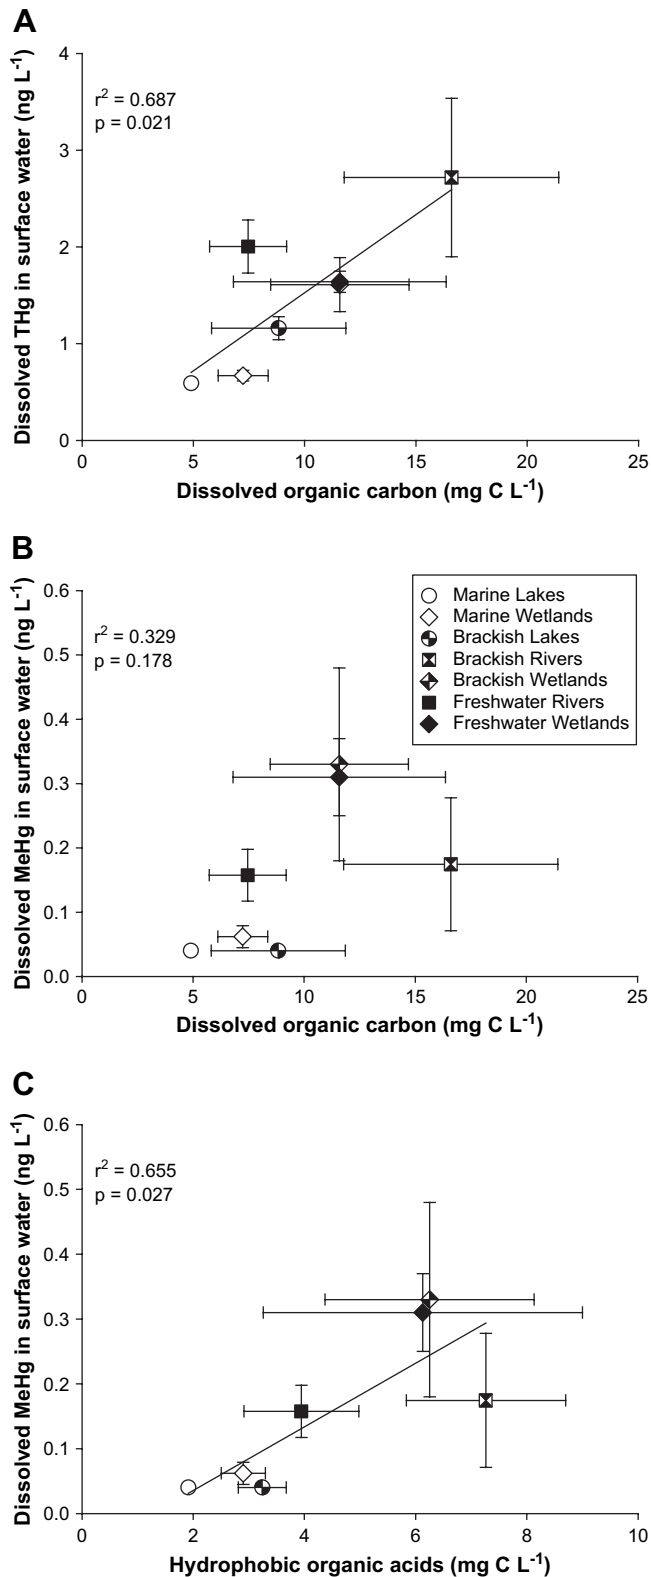 A
Dissolved THg in surface water (ng L-1)
4
3
2
1
0
r2 = 0.687
p = 0.021
0 5 10 15 20 25
Dissolved organic carbon (mg C L-1)
B
Dissolved MeHg in surface water (ng L-1)
0.6
0.5
0.4
0.3
0.2
0.1
0.0
r2 = 0.329
p = 0.178
Marine Lakes
Marine Wetlands
Brackish Lakes
Brackish Rivers
Brackish Wetlands
Freshwater Rivers
Freshwater Wetlands
0 5 10 15 20 25
Dissolved organic carbon (mg C L-1)
C
Dissolved MeHg in surface water (ng L-1)
0.6
0.5
0.4
0.3
0.2
0.1
0.0
r2 = 0.655
p = 0.027
0 2 4 6 8 10
Hydrophobic organic acids (mg C L-1)